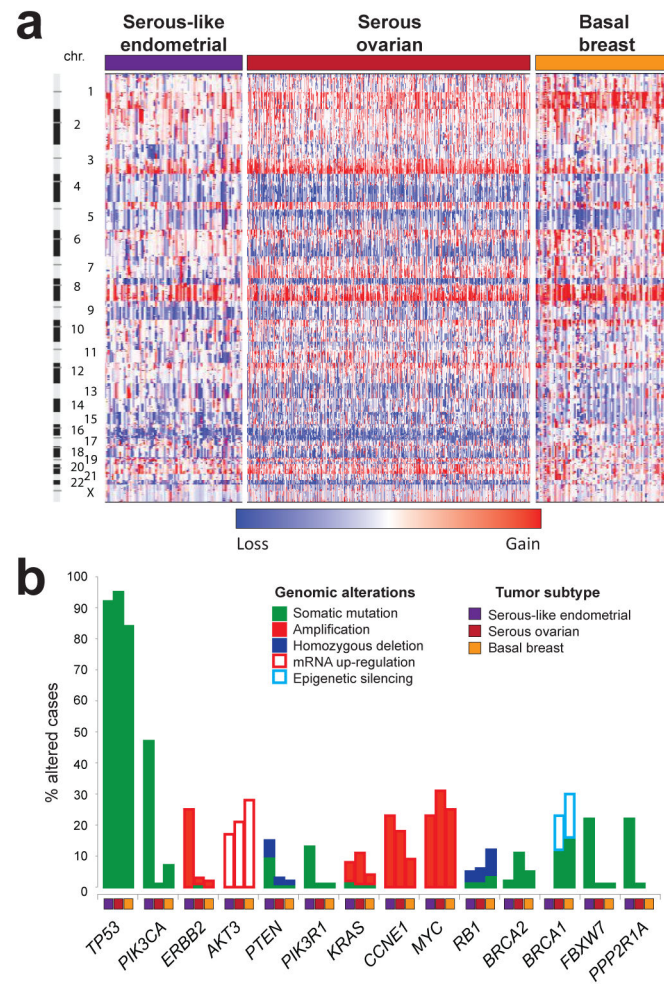 a
Serous-like
endometrial
Serous
ovarian
Basal
breast
chr.
1
2
3
4
5
6
7
8
9
10
11
12
13
14
15
16
17
18
19
20
21
22
X
Loss
Gain
b
% altered cases
100
90
80
70
60
50
40
30
20
10
0
Genomic alterations
Somatic mutation
Amplification
Homozygous deletion
mRNA up-regulation
Epigenetic silencing
Tumor subtype
Serous-like endometrial
Serous ovarian
Basal breast
TP53
PIK3CA
ERBB2
AKT3
PTEN
PIK3R1
KRAS
CCNE1
MYC
RB1
BRCA2
BRCA1
FBXW7
PPP2R1A